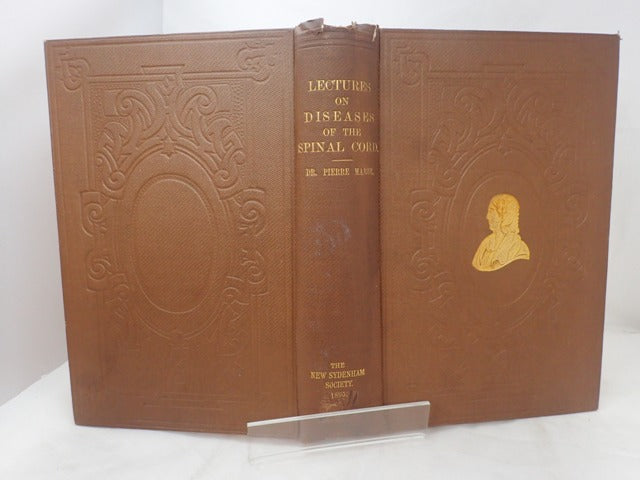 LECTURES
ON
DISEASES
OF THE
SPINAL CORD.
DR. PIERRE MARIE.
THE
NEW SYDENHAM
SOCIETY.